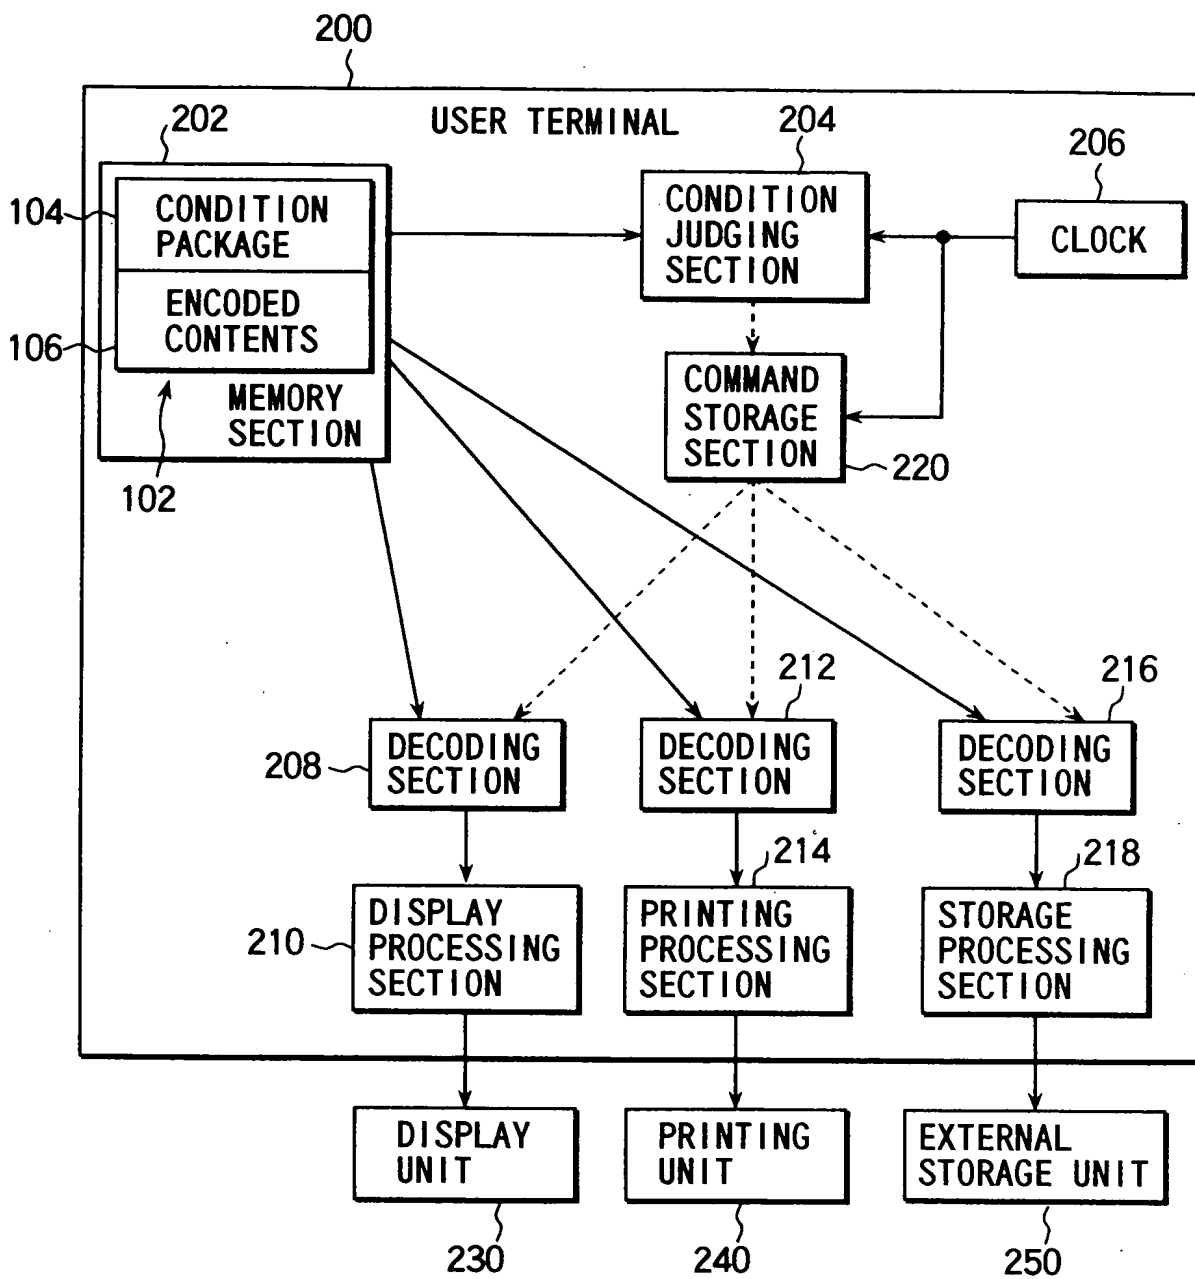 200
USER TERMINAL
202
204
206
104
CONDITION
PACKAGE
CONDITION
JUDGING
SECTION
CLOCK
ENCODED
CONTENTS
106
MEMORY
SECTION
102
COMMAND
STORAGE
SECTION
220
212
216
208
DECODING
SECTION
DECODING
SECTION
DECODING
SECTION
214
218
210
DISPLAY
PROCESSING
SECTION
PRINTING
PROCESSING
SECTION
STORAGE
PROCESSING
SECTION
DISPLAY
UNIT
PRINTING
UNIT
EXTERNAL
STORAGE UNIT
230
240
250